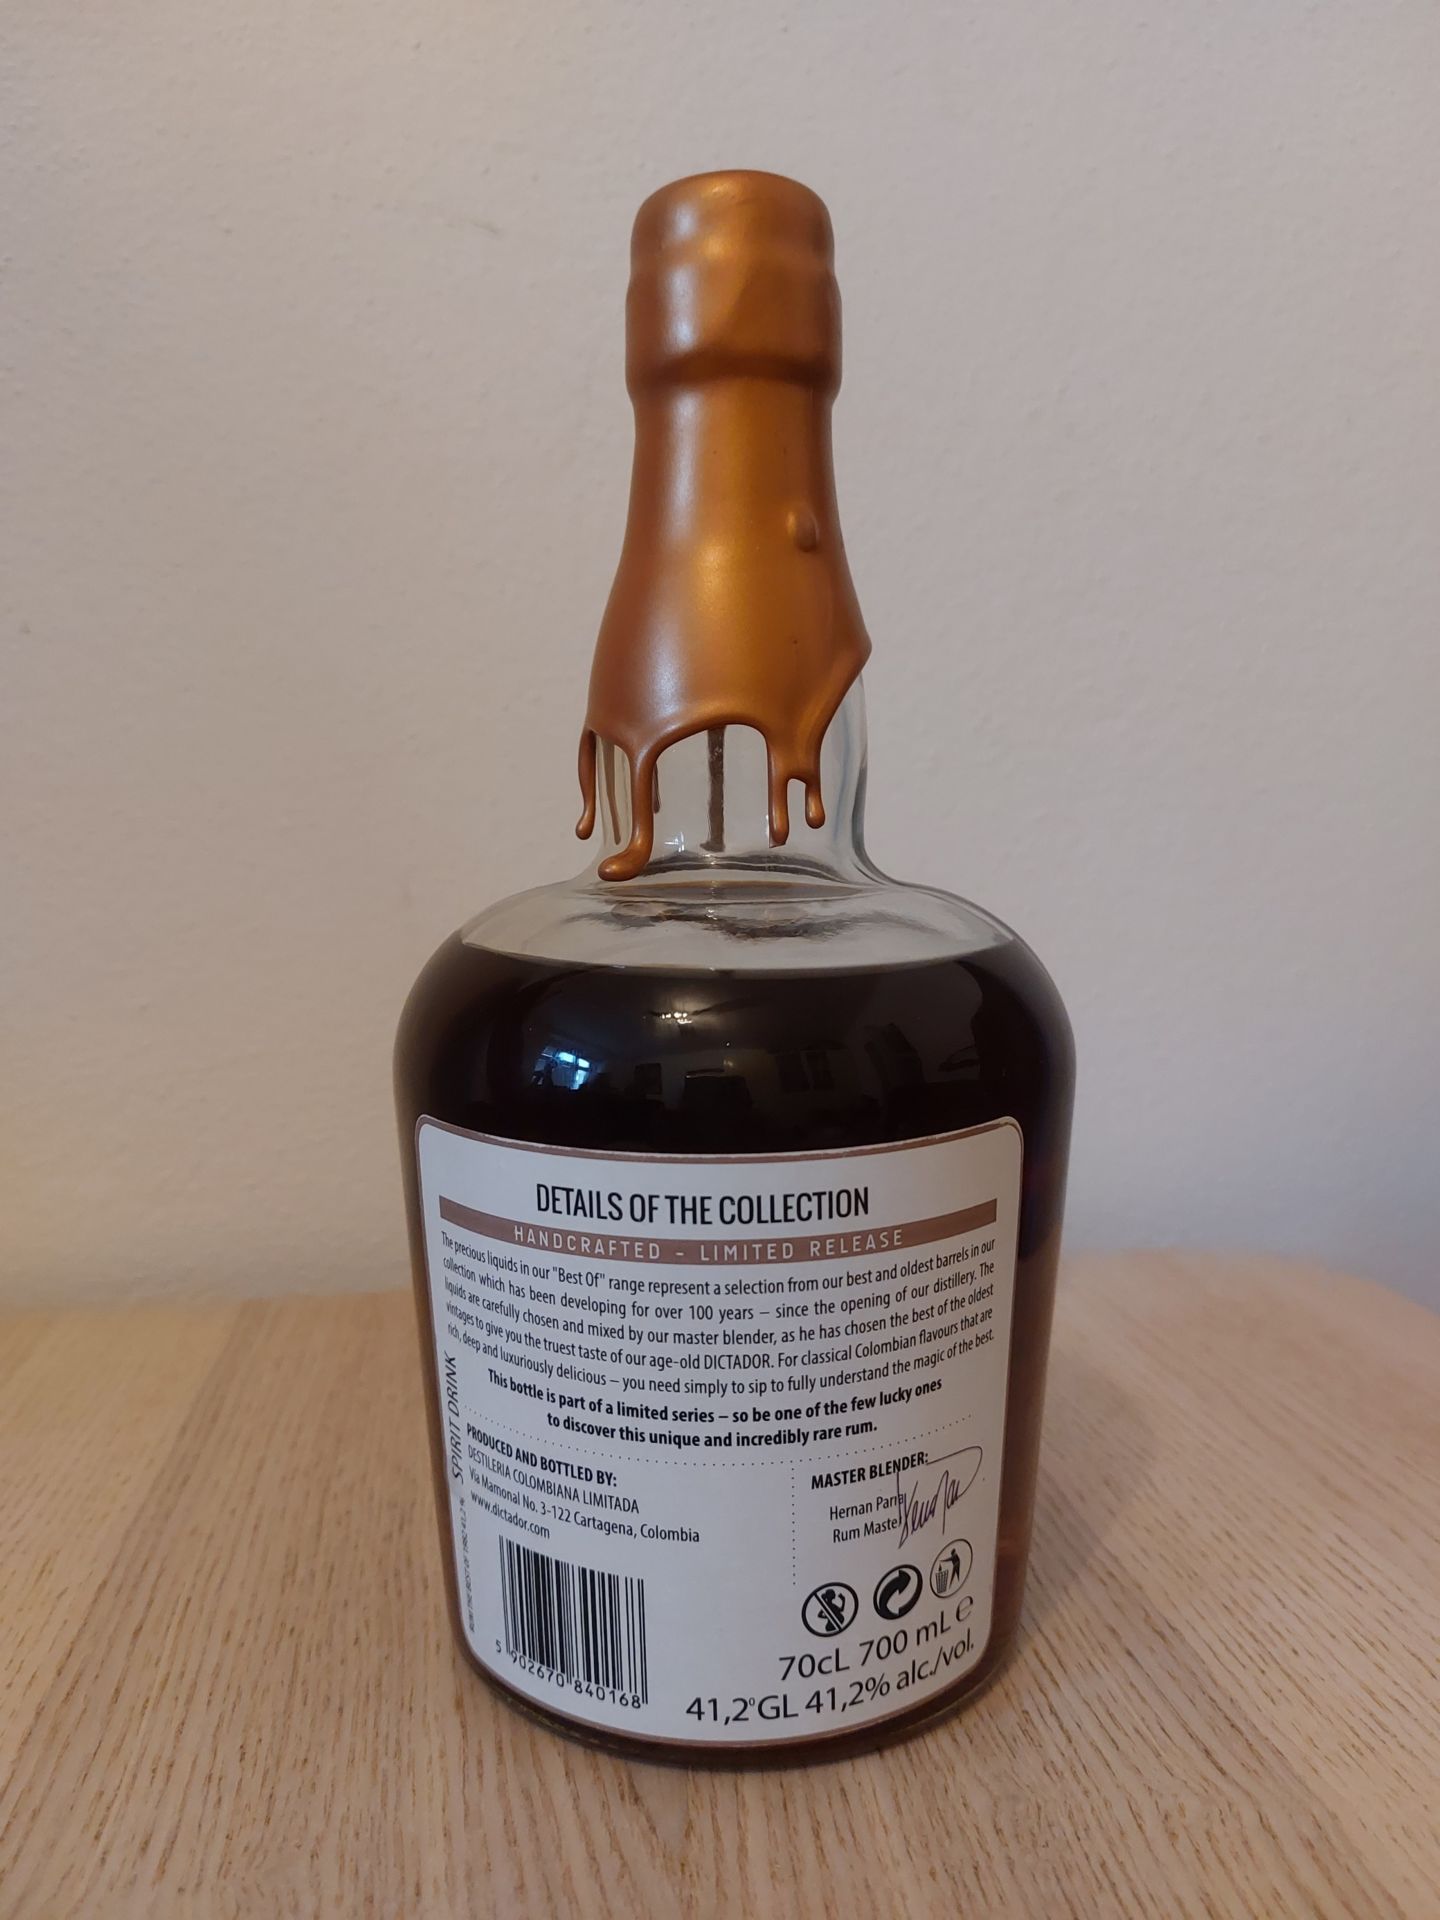 DETAILS OF THE COLLECTION
HANDCRAFTED - LIMITED RELEASE
The precious liquids in our "Best Of" range represent a selection from our best and oldest barrels in our
collection which has been developing for over 100 years – since the opening of our distillery. The
liquids are carefully chosen and mixed by our master blender, as he has chosen the best of the oldest
vintages to give you the truest taste of our age-old DICTADOR. For classical Colombian flavours that are
rich, deep and luxuriously delicious – you need simply to sip to fully understand the magic of the best.
This bottle is part of a limited series – so be one of the few lucky ones
to discover this unique and incredibly rare rum.
PRODUCED AND BOTTLED BY:
DESTILERIA COLOMBIANA LIMITADA
Via Mamonal No. 3-122 Cartagena, Colombia
www.dictador.com
MASTER BLENDER:
Hernan Parra
Rum Master
SPIRIT DRINK
RUM THE BEST OF 1982 41,2 %
5 902670 840168
70cL 700 mL e
41,2°GL 41,2% alc./vol.